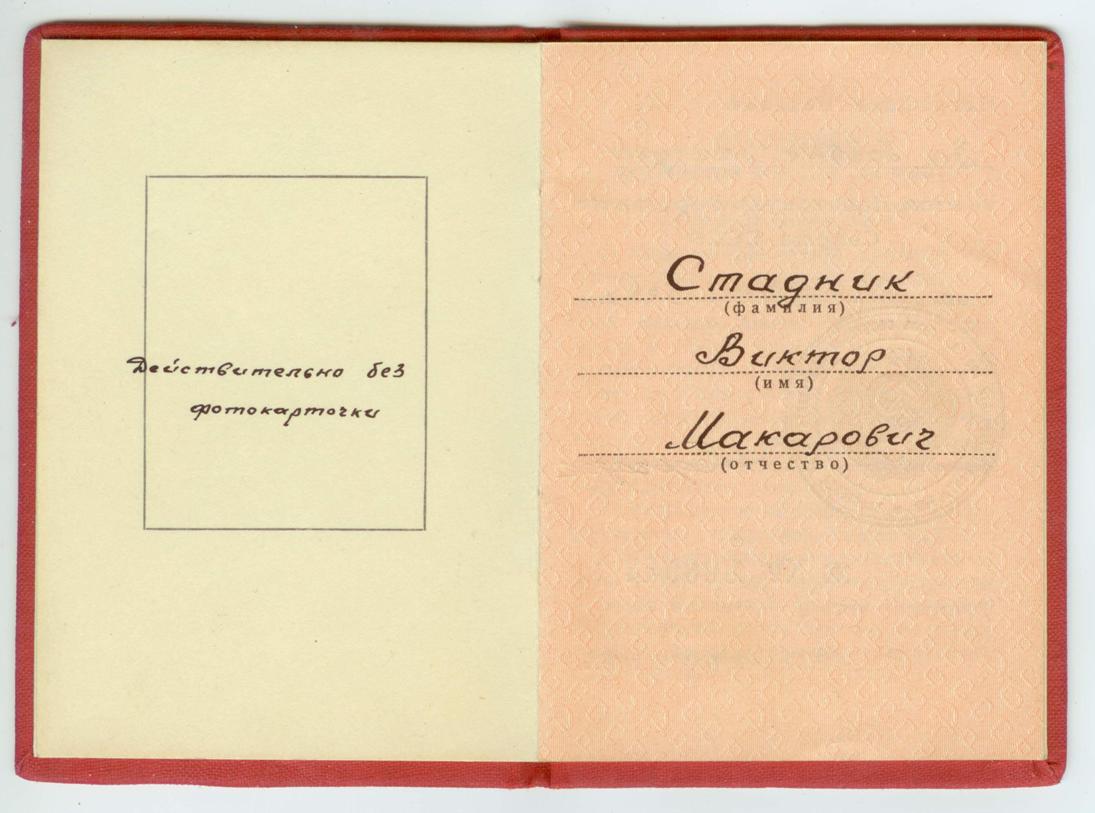 Действительно без
фотокарточки
Стадник
(фамилия)
Виктор
(имя)
Макарович
(отчество)